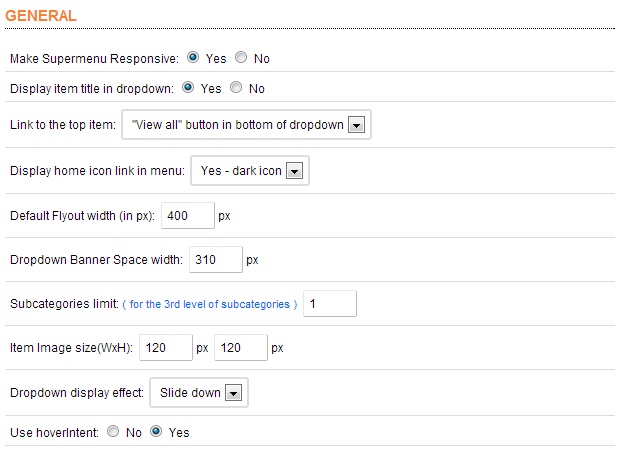 GENERAL
Make Supermenu Responsive: Yes No
Display item title in dropdown: Yes No
Link to the top item: "View all" button in bottom of dropdown
Display home icon link in menu: Yes - dark icon
Default Flyout width (in px): 400 px
Dropdown Banner Space width: 310 px
Subcategories limit: ( for the 3rd level of subcategories ) 1
Item Image size(WxH): 120 px 120 px
Dropdown display effect: Slide down
Use hoverIntent: No Yes